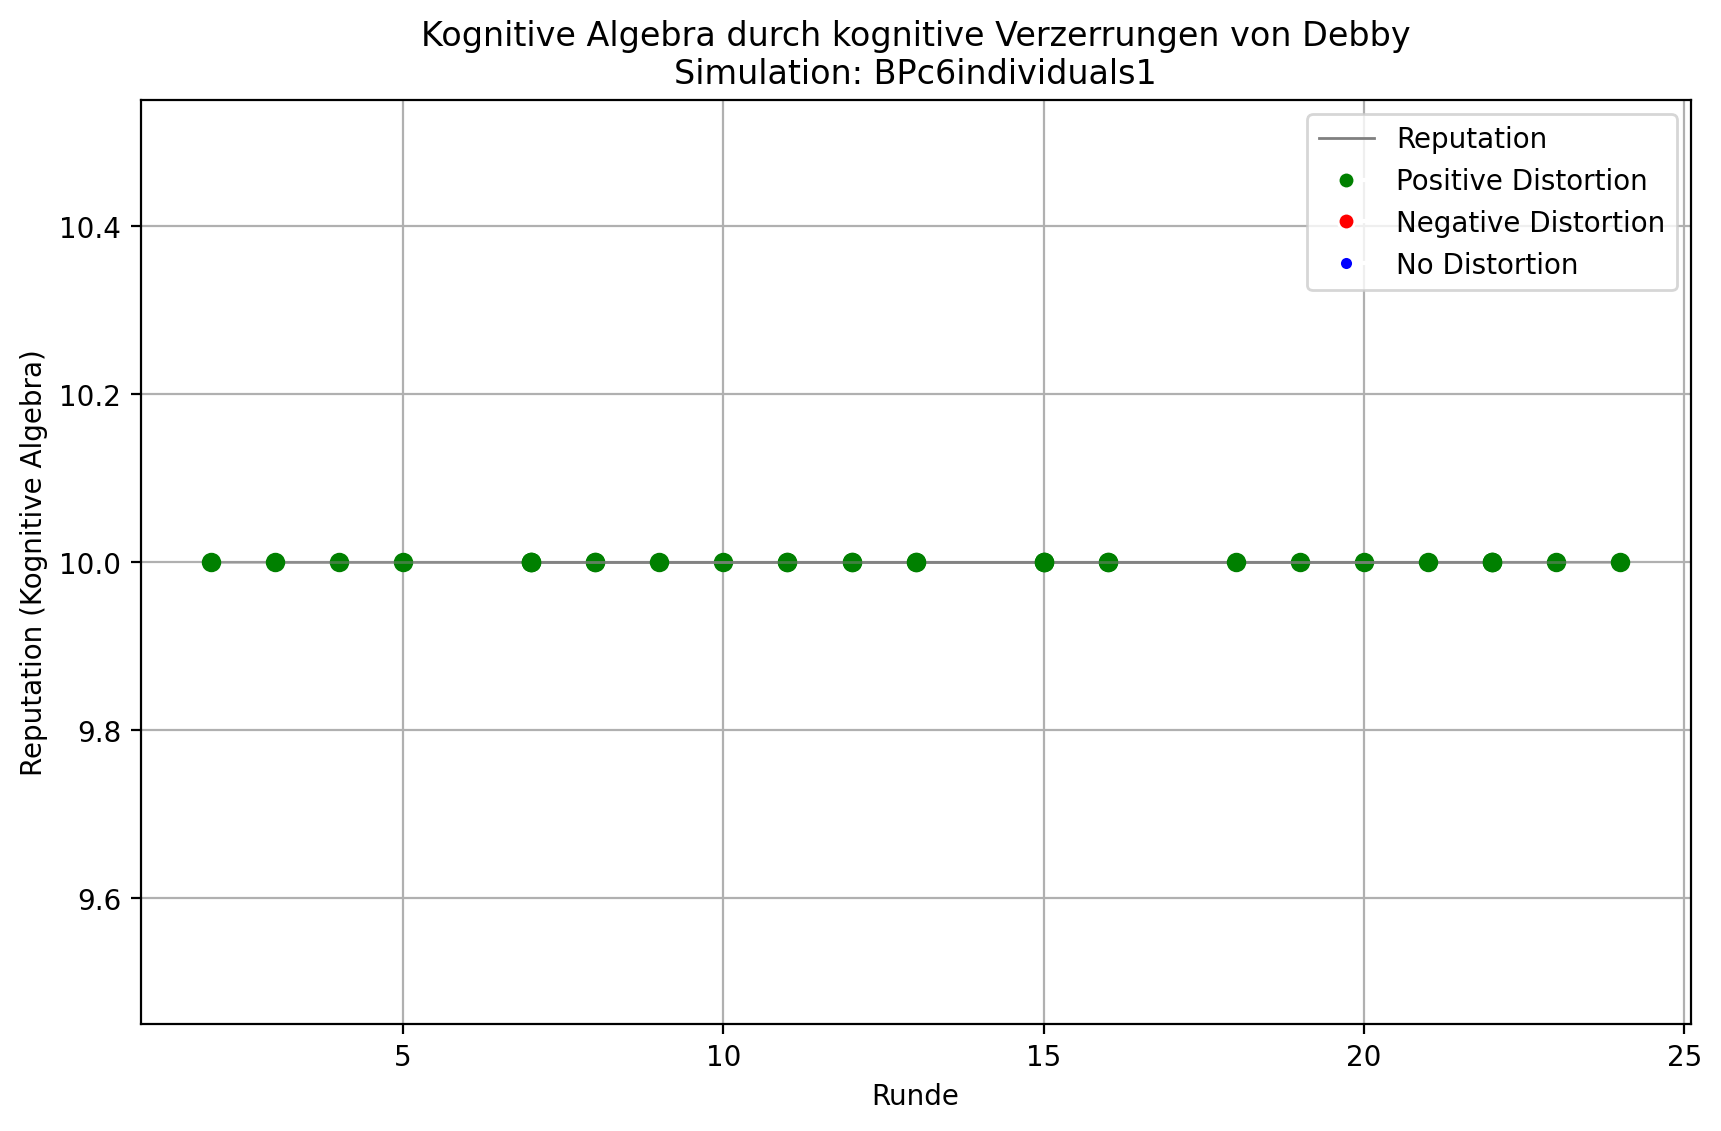 Kognitive Algebra durch kognitive Verzerrungen von Debby
Simulation: BPc6individuals1
Reputation
Positive Distortion
Negative Distortion
No Distortion
Reputation (Kognitive Algebra)
10.4
10.2
10.0
9.8
9.6
5
10
15
20
25
Runde